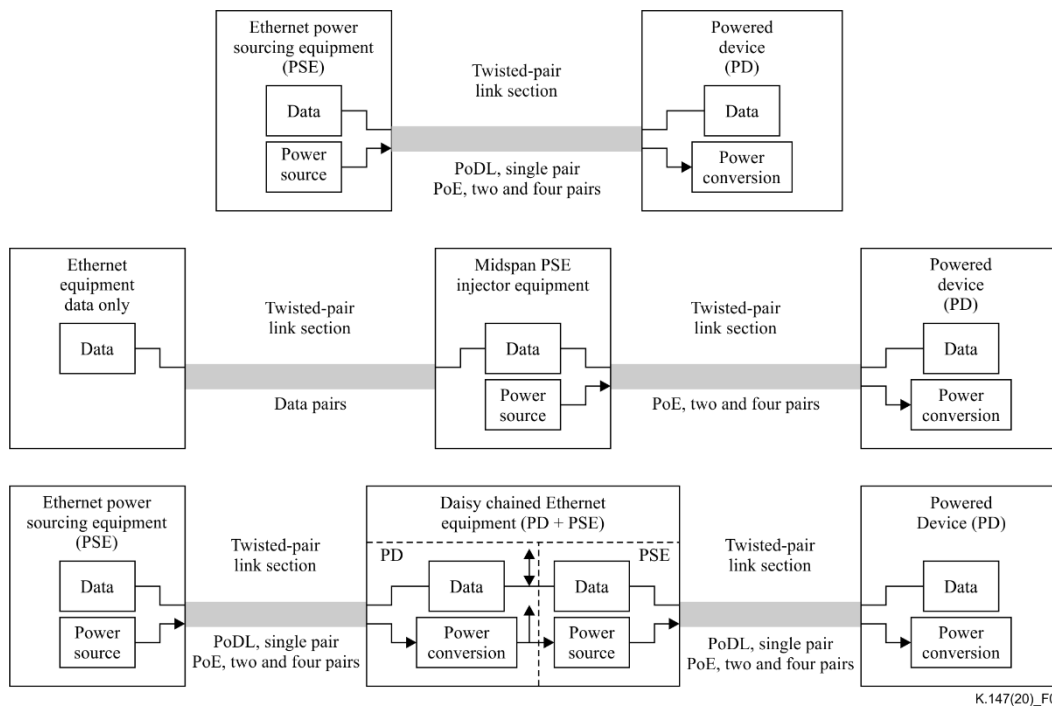 Ethernet power
sourcing equipment
(PSE)
Data
Power
source
Twisted-pair
link section
PoDL, single pair
PoE, two and four pairs
Powered
device
(PD)
Data
Power
conversion
Ethernet
equipment
data only
Data
Twisted-pair
link section
Data pairs
Midspan PSE
injector equipment
Data
Power
source
Twisted-pair
link section
PoE, two and four pairs
Powered
device
(PD)
Data
Power
conversion
Ethernet power
sourcing equipment
(PSE)
Data
Power
source
Twisted-pair
link section
PoDL, single pair
PoE, two and four pairs
Daisy chained Ethernet
equipment (PD + PSE)
PD
PSE
Data
Data
Power
conversion
Power
source
Twisted-pair
link section
PoDL, single pair
PoE, two and four pairs
Powered
Device (PD)
Data
Power
conversion
K.147(20)_F0